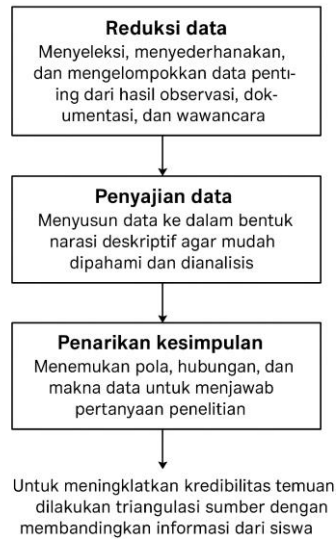 Reduksi data
Menyeleksi, menyederhanakan,
dan mengelompokkan data penti-
ing dari hasil observasi, dok-
umentasi, dan wawancara
Penyajian data
Menyusun data ke dalam bentuk
narasi deskriptif agar mudah
dipahami dan dianalisis
Penarikan kesimpulan
Menemukan pola, hubungan, dan
makna data untuk menjawab
pertanyaan penelitian
Untuk meningklatkan kredibilitas temuan
dilakukan triangulasi sumber dengan
membandingkan informasi dari siswa